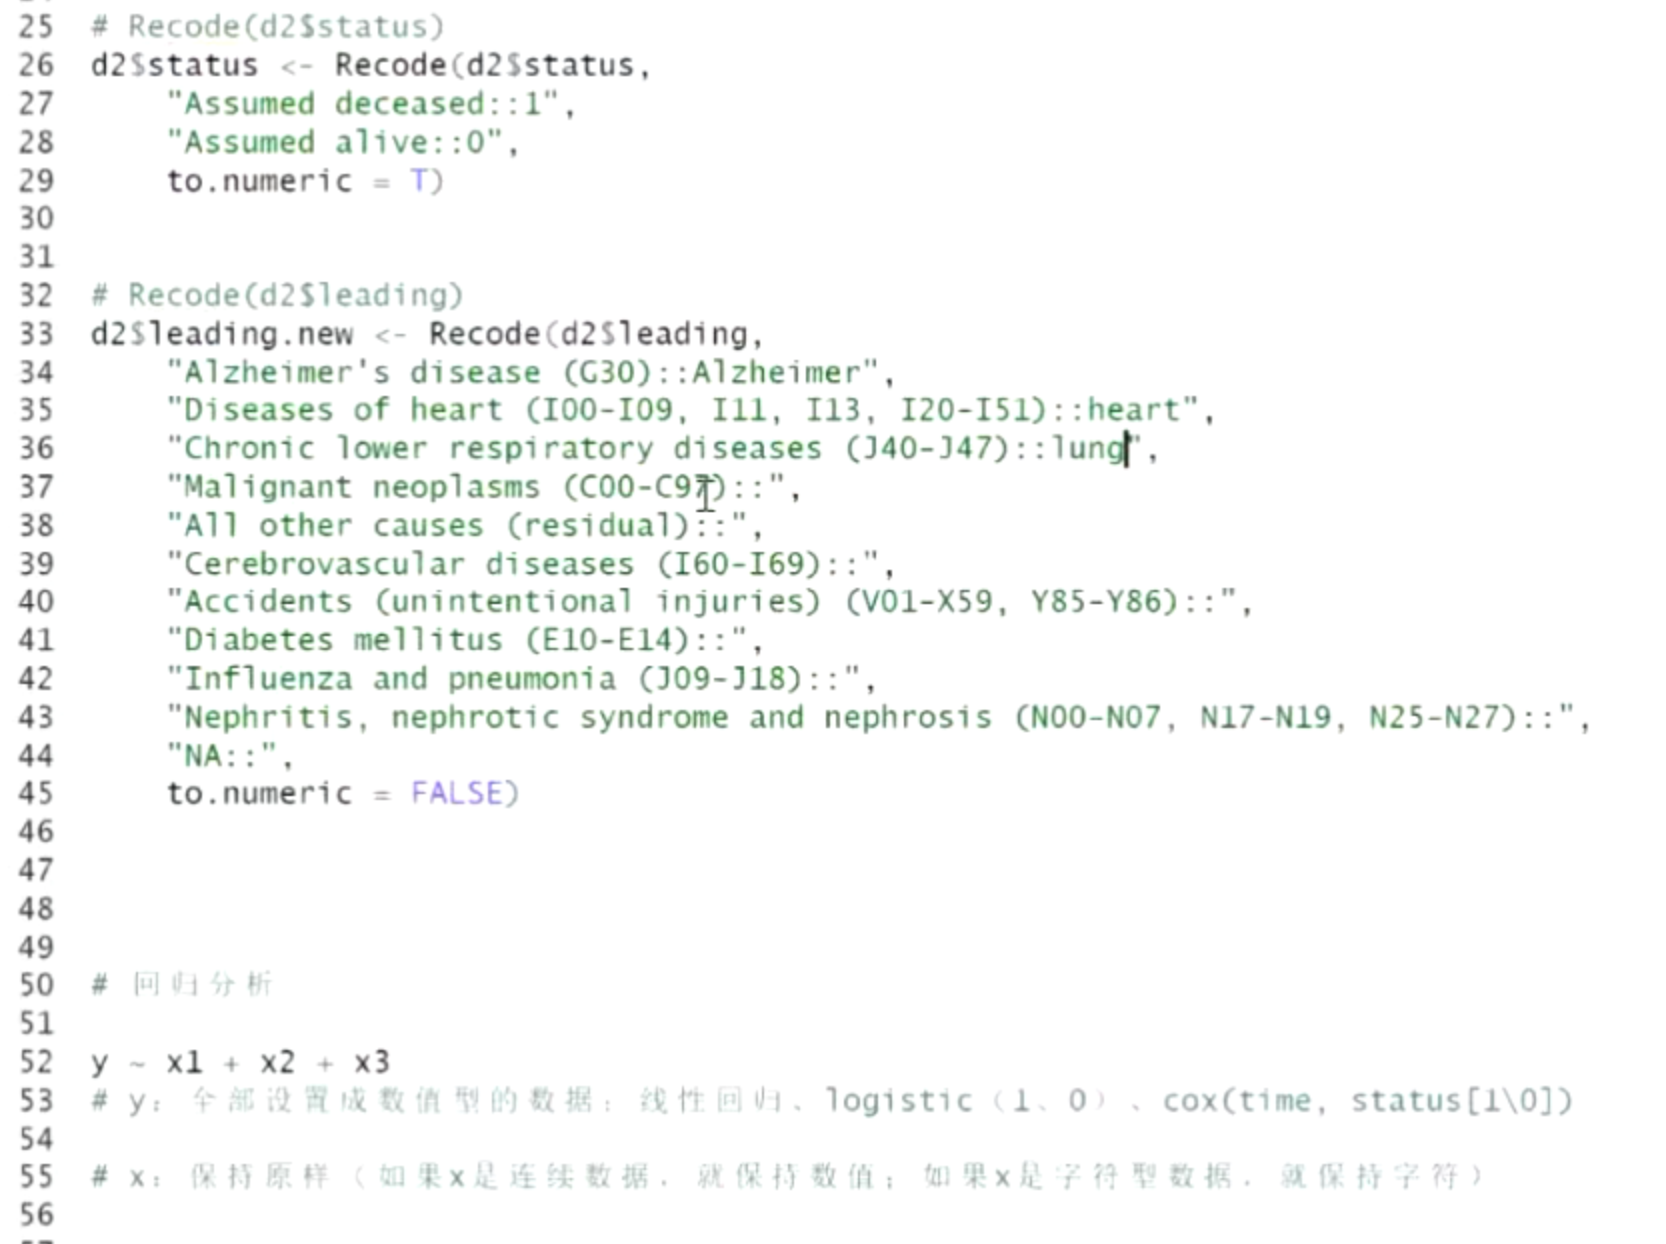 25 # Recode(d2$status)
26 d2$status <- Recode(d2$status,
27 "Assumed deceased::1",
28 "Assumed alive::0",
29 to.numeric = T)
30
31
32 # Recode(d2$leading)
33 d2$leading.new <- Recode(d2$leading,
34 "Alzheimer's disease (G30)::Alzheimer",
35 "Diseases of heart (I00-I09, I11, I13, I20-I51)::heart",
36 "Chronic lower respiratory diseases (J40-J47)::lung",
37 "Malignant neoplasms (C00-C97)::",
38 "All other causes (residual)::",
39 "Cerebrovascular diseases (I60-I69)::",
40 "Accidents (unintentional injuries) (V01-X59, Y85-Y86)::",
41 "Diabetes mellitus (E10-E14)::",
42 "Influenza and pneumonia (J09-J18)::",
43 "Nephritis, nephrotic syndrome and nephrosis (N00-N07, N17-N19, N25-N27)::",
44 "NA::",
45 to.numeric = FALSE)
46
47
48
49
50 # 回归分析
51
52 y ~ x1 + x2 + x3
53 # y：全部设置成数值型的数据：线性回归、logistic（1、0）、cox(time, status[1\0])
54
55 # x：保持原样（如果x是连续数据，就保持数值；如果x是字符型数据，就保持字符）
56